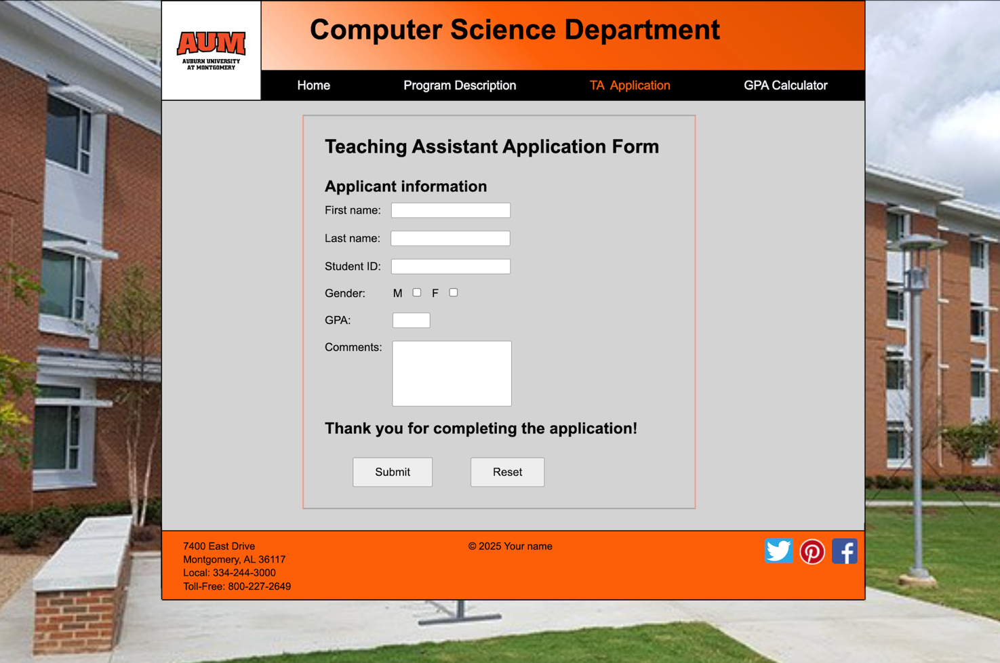 AUM
AUBURN UNIVERSITY
AT MONTGOMERY
Computer Science Department
Home Program Description TA Application GPA Calculator
Teaching Assistant Application Form
Applicant information
First name:
Last name:
Student ID:
Gender: M F
GPA:
Comments:
Thank you for completing the application!
Submit Reset
7400 East Drive
Montgomery, AL 36117
Local: 334-244-3000
Toll-Free: 800-227-2649
© 2025 Your name